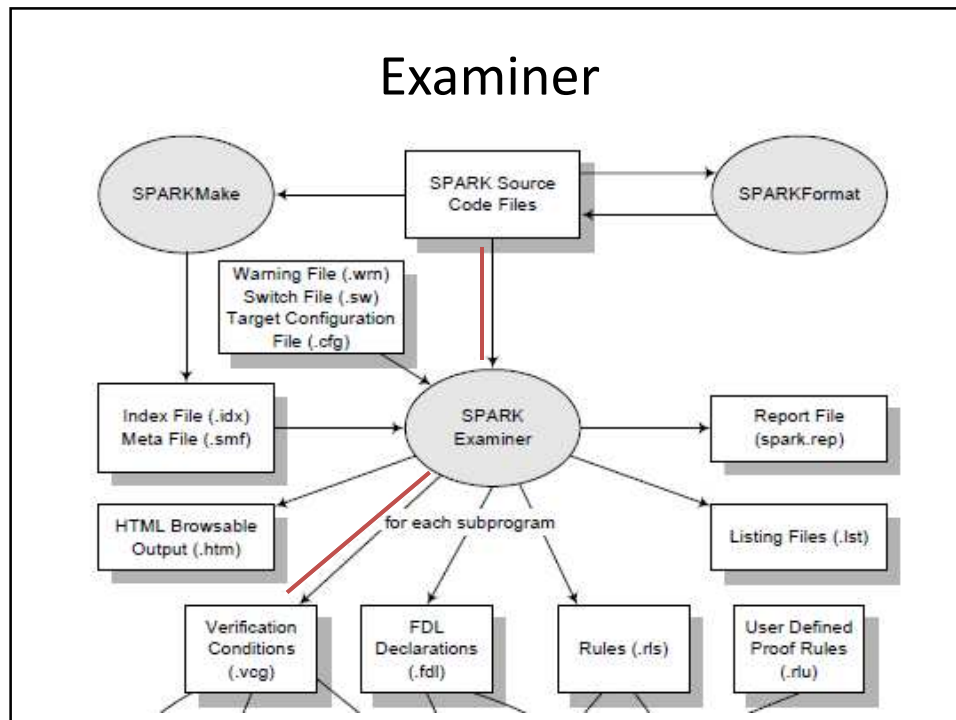 Examiner
SPARKMake
SPARK Source
Code Files
SPARKFormat
Warning File (.wrn)
Switch File (.sw)
Target Configuration
File (.cfg)
Index File (.idx)
Meta File (.smf)
SPARK
Examiner
Report File
(spark.rep)
HTML Browsable
Output (.htm)
for each subprogram
Listing Files (.lst)
Verification
Conditions
(.vcg)
FDL
Declarations
(.fdl)
Rules (.rls)
User Defined
Proof Rules
(.rlu)